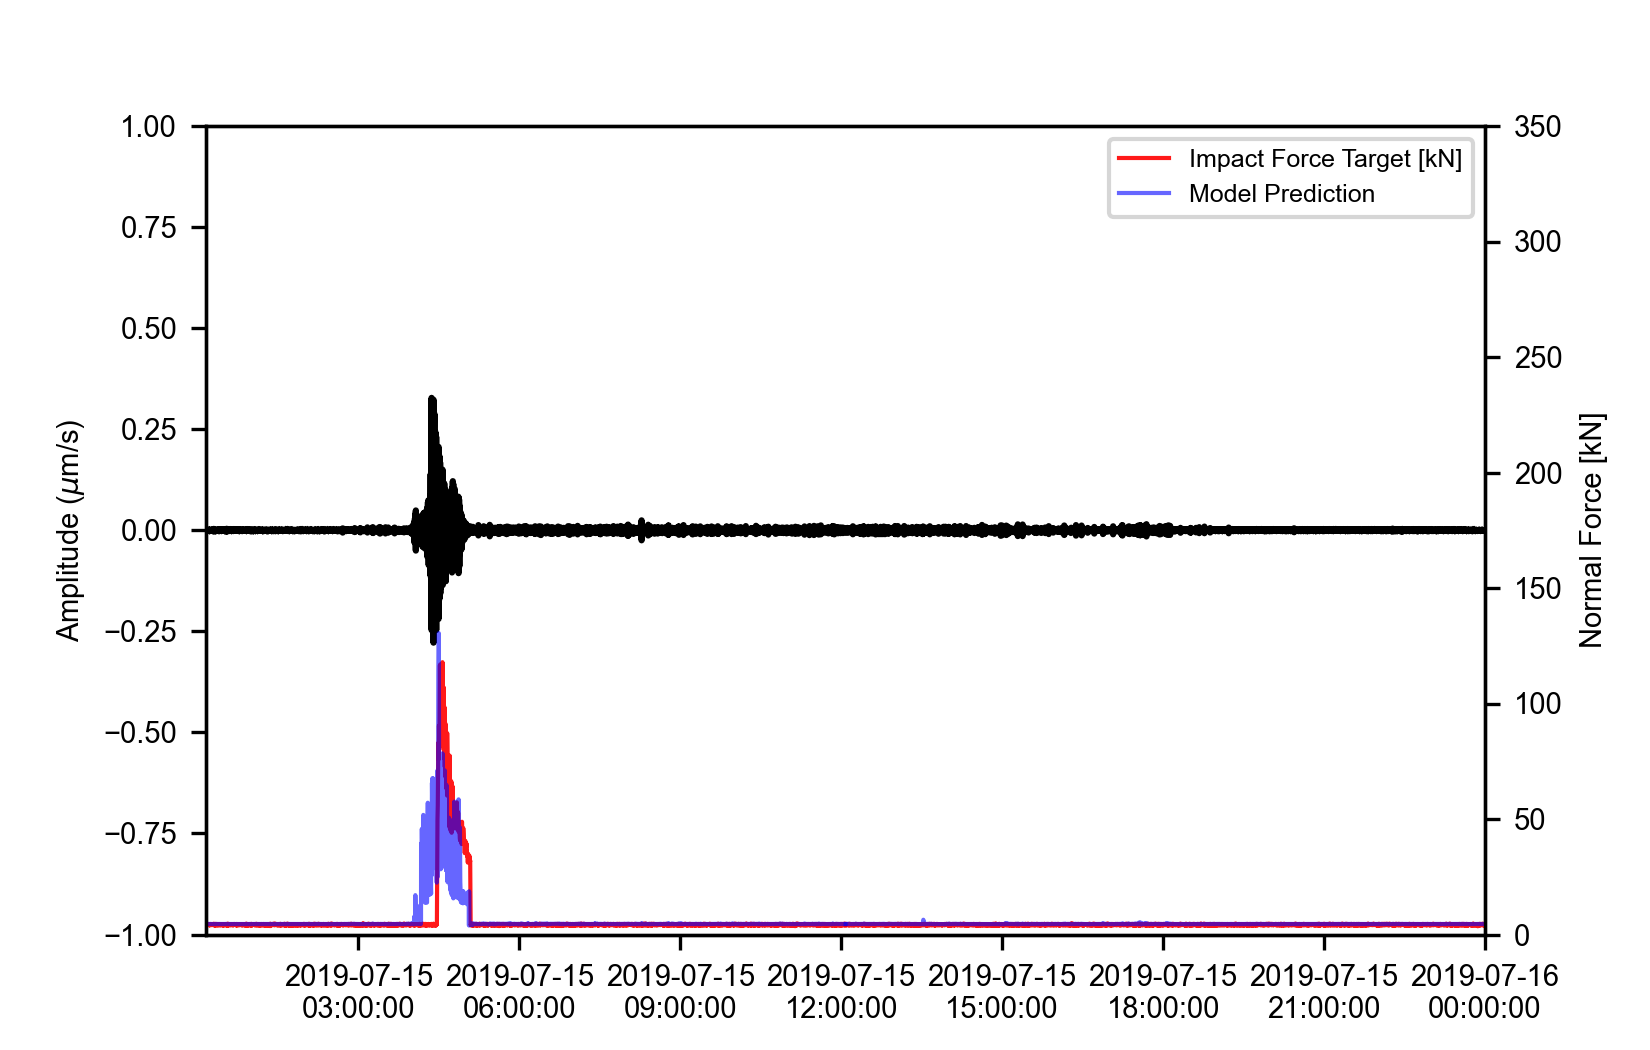 1.00
0.75
0.50
0.25
0.00
−0.25
−0.50
−0.75
−1.00
Amplitude (μm/s)
350
300
250
200
150
100
50
0
Normal Force [kN]
Impact Force Target [kN]
Model Prediction
2019-07-15 2019-07-15 2019-07-15 2019-07-15 2019-07-15 2019-07-15 2019-07-15 2019-07-16
03:00:00 06:00:00 09:00:00 12:00:00 15:00:00 18:00:00 21:00:00 00:00:00